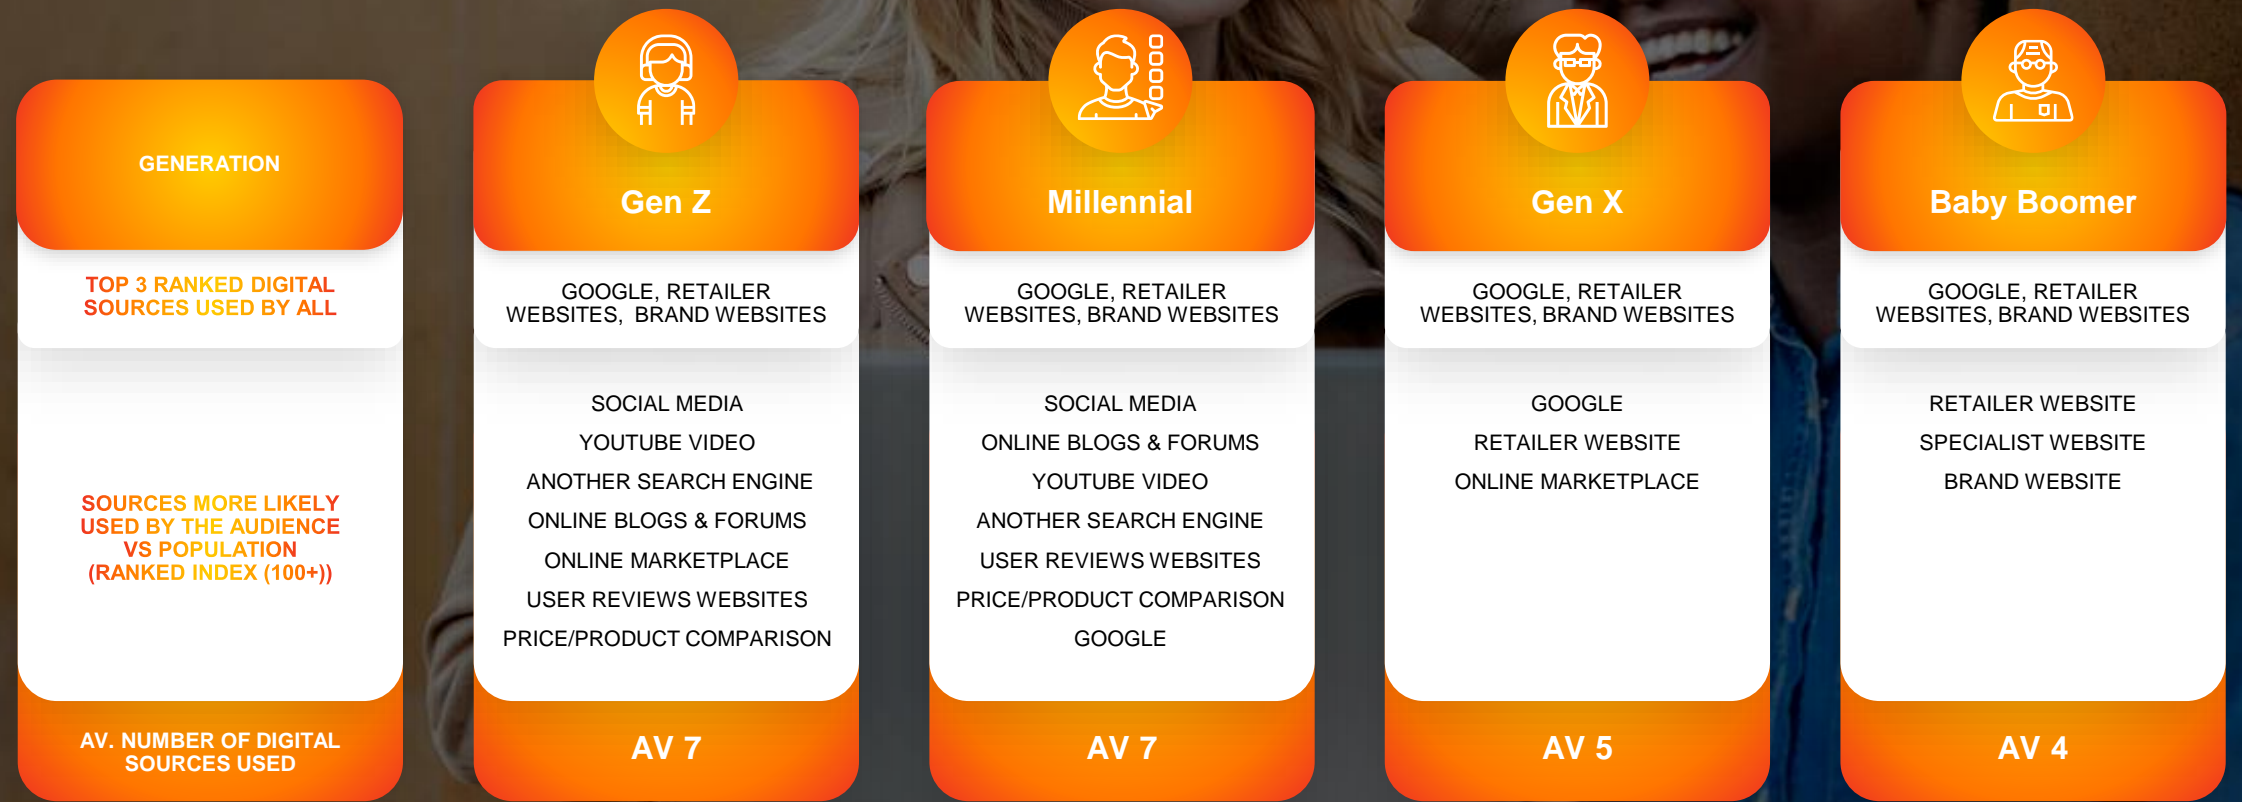 GENERATION
Gen Z
Millennial
Gen X
Baby Boomer
TOP 3 RANKED DIGITAL
SOURCES USED BY ALL
GOOGLE, RETAILER
WEBSITES, BRAND WEBSITES
GOOGLE, RETAILER
WEBSITES, BRAND WEBSITES
GOOGLE, RETAILER
WEBSITES, BRAND WEBSITES
GOOGLE, RETAILER
WEBSITES, BRAND WEBSITES
SOURCES MORE LIKELY
USED BY THE AUDIENCE
VS POPULATION
(RANKED INDEX (100+))
SOCIAL MEDIA
YOUTUBE VIDEO
ANOTHER SEARCH ENGINE
ONLINE BLOGS & FORUMS
ONLINE MARKETPLACE
USER REVIEWS WEBSITES
PRICE/PRODUCT COMPARISON
SOCIAL MEDIA
ONLINE BLOGS & FORUMS
YOUTUBE VIDEO
ANOTHER SEARCH ENGINE
USER REVIEWS WEBSITES
PRICE/PRODUCT COMPARISON
GOOGLE
GOOGLE
RETAILER WEBSITE
ONLINE MARKETPLACE
RETAILER WEBSITE
SPECIALIST WEBSITE
BRAND WEBSITE
AV. NUMBER OF DIGITAL
SOURCES USED
AV 7
AV 7
AV 5
AV 4